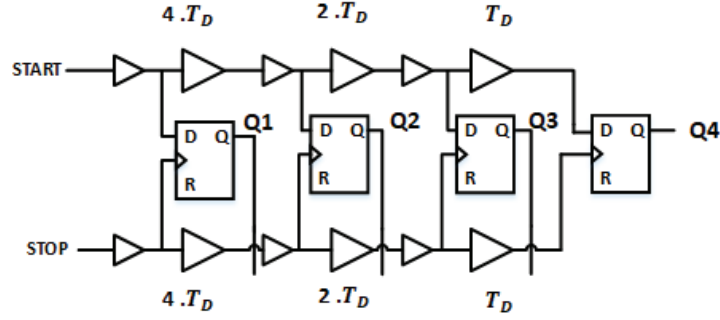 4 .T_D 2 .T_D T_D
START
Q1 Q2 Q3 Q4
D Q D Q D Q D Q
R R R R
STOP
4 .T_D 2 .T_D T_D